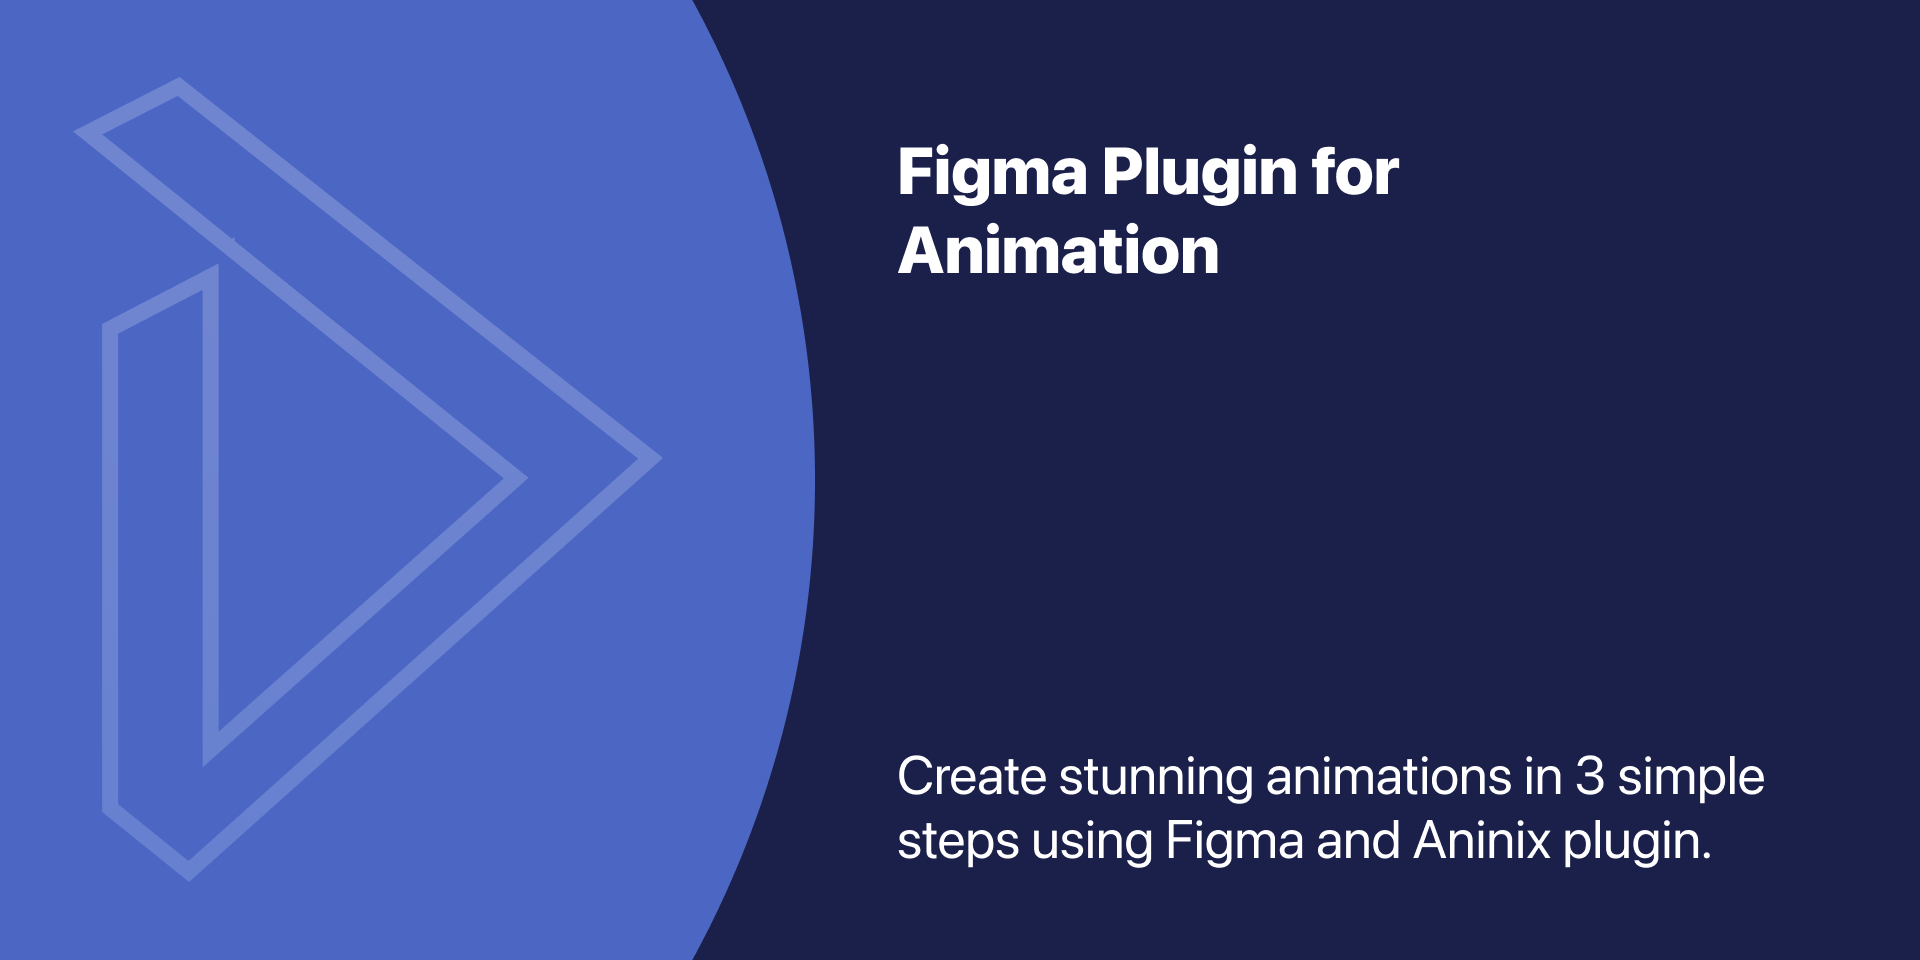 Figma Plugin for
Animation
Create stunning animations in 3 simple
steps using Figma and Aninix plugin.